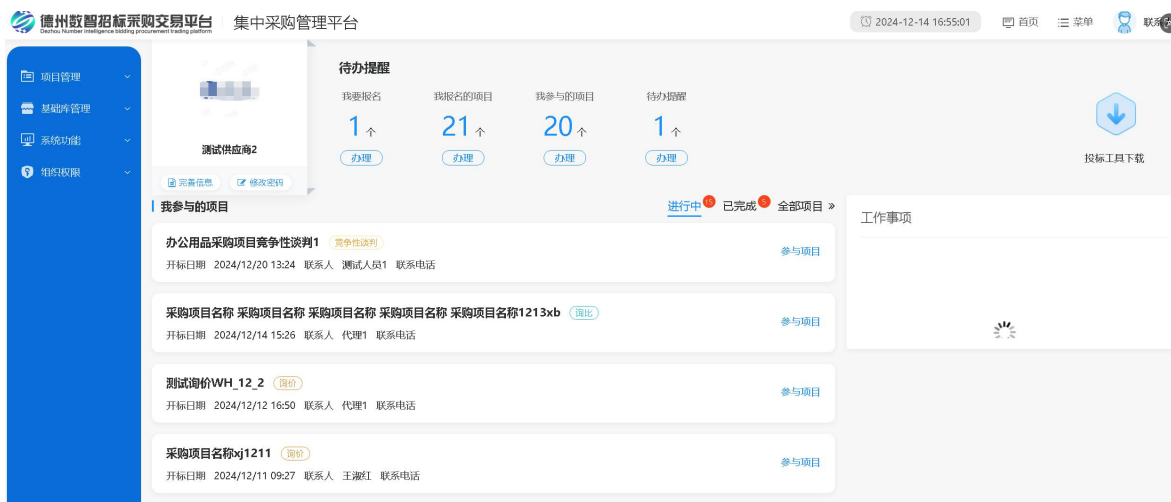 德州数智招标采购交易平台 集中采购管理平台 2024-12-14 16:55:01 首页 菜单
Dezhou Number intelligence bidding procurement trading platform
项目管理
基础库管理
系统功能
组织权限
测试供应商2
完善信息 修改密码
待办提醒
我要报名 我报名的项目 我参与的项目 待办提醒
1个 21个 20个 1个
办理 办理 办理 办理
投标工具下载
我参与的项目 进行中 15 已完成 5 全部项目 »
办公用品采购项目竞争性谈判1 竞争性谈判
开标日期 2024/12/20 13:24 联系人 测试人员1 联系电话
参与项目
采购项目名称 采购项目名称 采购项目名称 采购项目名称 采购项目名称1213xb 询比
开标日期 2024/12/14 15:26 联系人 代理1 联系电话
参与项目
测试询价WH_12_2 询价
开标日期 2024/12/12 16:50 联系人 代理1 联系电话
参与项目
采购项目名称xj1211 询价
开标日期 2024/12/11 09:27 联系人 王淑红 联系电话
参与项目
工作事项